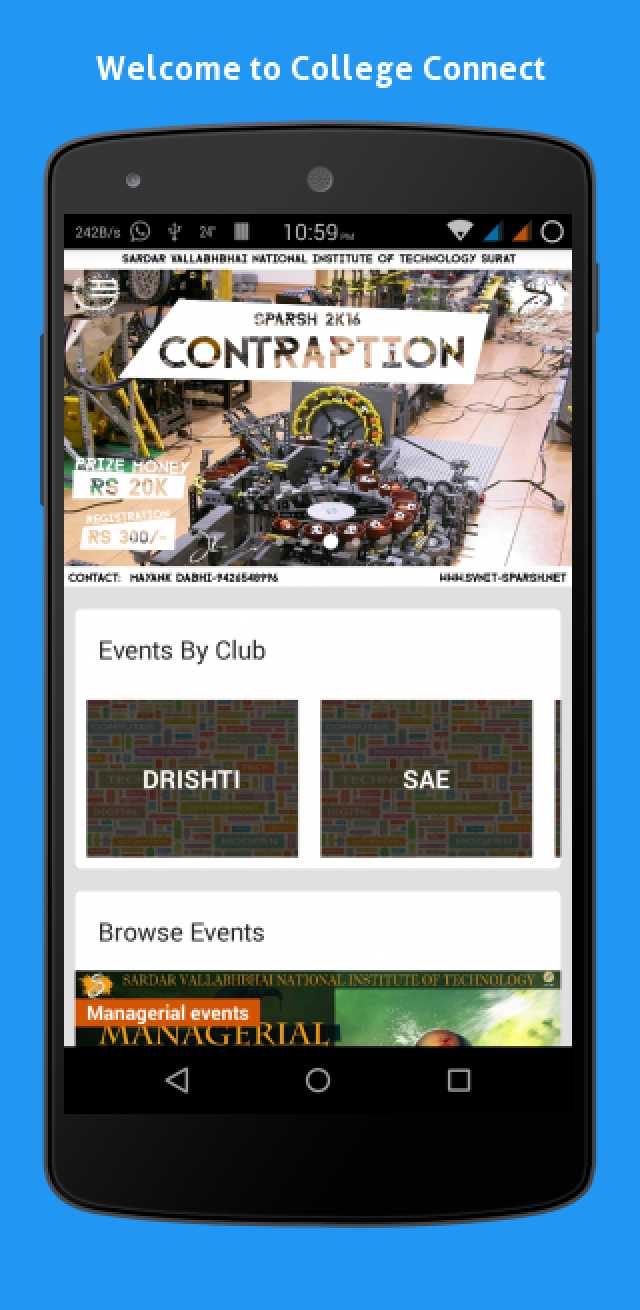 Welcome to College Connect
242B/s 24° 10:59 PM
SARDAR VALLABHBHAI NATIONAL INSTITUTE OF TECHNOLOGY SURAT
SPARSH 2K16
CONTRAPTION
PRIZE MONEY
RS 20K
REGISTRATION
RS 300/-
CONTACT: MAYANK DABHI-9426548996 WWW.SVNIT-SPARSH.NET
Events By Club
DRISHTI
SAE
Browse Events
SARDAR VALLABHBHAI NATIONAL INSTITUTE OF TECHNOLOGY
Managerial events
MANAGERIAL